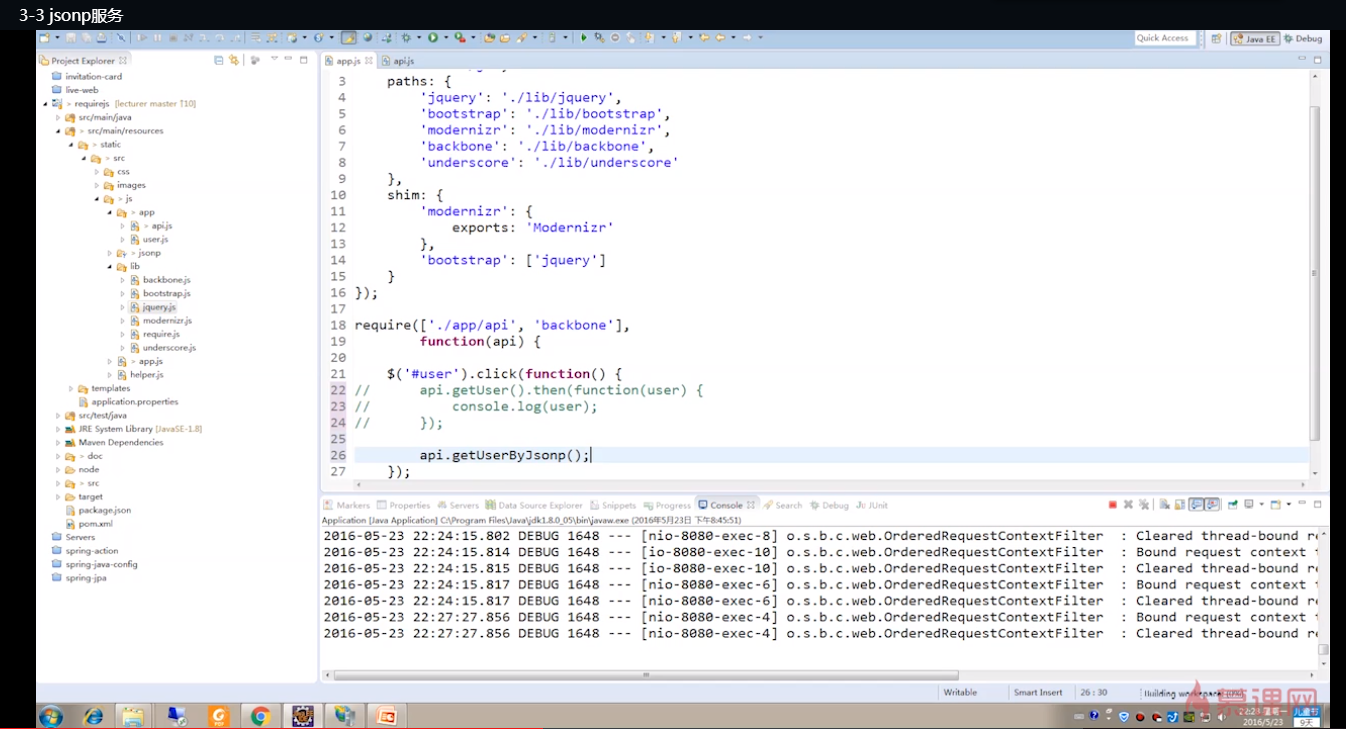 3-3 jsonp服务
Quick Access
Java EE
Debug
Project Explorer
invitation-card
live-web
> requirejs [lecturer master ↑10]
src/main/java
> src/main/resources
> static
> src
css
images
> js
> app
> api.js
user.js
> jsonp
lib
backbone.js
bootstrap.js
jquery.js
modernizr.js
require.js
underscore.js
> app.js
helper.js
templates
application.properties
src/test/java
JRE System Library [JavaSE-1.8]
Maven Dependencies
> doc
node
> src
target
package.json
pom.xml
Servers
spring-action
spring-java-config
spring-jpa
app.js
api.js
3 paths: {
4 'jquery': './lib/jquery',
5 'bootstrap': './lib/bootstrap',
6 'modernizr': './lib/modernizr',
7 'backbone': './lib/backbone',
8 'underscore': './lib/underscore'
9 },
10 shim: {
11 'modernizr': {
12 exports: 'Modernizr'
13 },
14 'bootstrap': ['jquery']
15 }
16 });
17
18 require(['./app/api', 'backbone'],
19 function(api) {
20
21 $('#user').click(function() {
22 // api.getUser().then(function(user) {
23 // console.log(user);
24 // });
25
26 api.getUserByJsonp();
27 });
Markers Properties Servers Data Source Explorer Snippets Progress Console Search Debug JUnit
Application [Java Application] C:\Program Files\Java\jdk1.8.0_05\bin\javaw.exe (2016年5月23日 下午8:45:51)
2016-05-23 22:24:15.802 DEBUG 1648 --- [nio-8080-exec-8] o.s.b.c.web.OrderedRequestContextFilter : Cleared thread-bound re
2016-05-23 22:24:15.814 DEBUG 1648 --- [io-8080-exec-10] o.s.b.c.web.OrderedRequestContextFilter : Bound request context
2016-05-23 22:24:15.815 DEBUG 1648 --- [io-8080-exec-10] o.s.b.c.web.OrderedRequestContextFilter : Cleared thread-bound re
2016-05-23 22:24:15.817 DEBUG 1648 --- [nio-8080-exec-6] o.s.b.c.web.OrderedRequestContextFilter : Bound request context
2016-05-23 22:24:15.817 DEBUG 1648 --- [nio-8080-exec-6] o.s.b.c.web.OrderedRequestContextFilter : Cleared thread-bound re
2016-05-23 22:27:27.856 DEBUG 1648 --- [nio-8080-exec-4] o.s.b.c.web.OrderedRequestContextFilter : Bound request context
2016-05-23 22:27:27.856 DEBUG 1648 --- [nio-8080-exec-4] o.s.b.c.web.OrderedRequestContextFilter : Cleared thread-bound re
Writable
Smart Insert
26 : 30
Building workspace
慕课网
2016/5/23
儿童节
9天